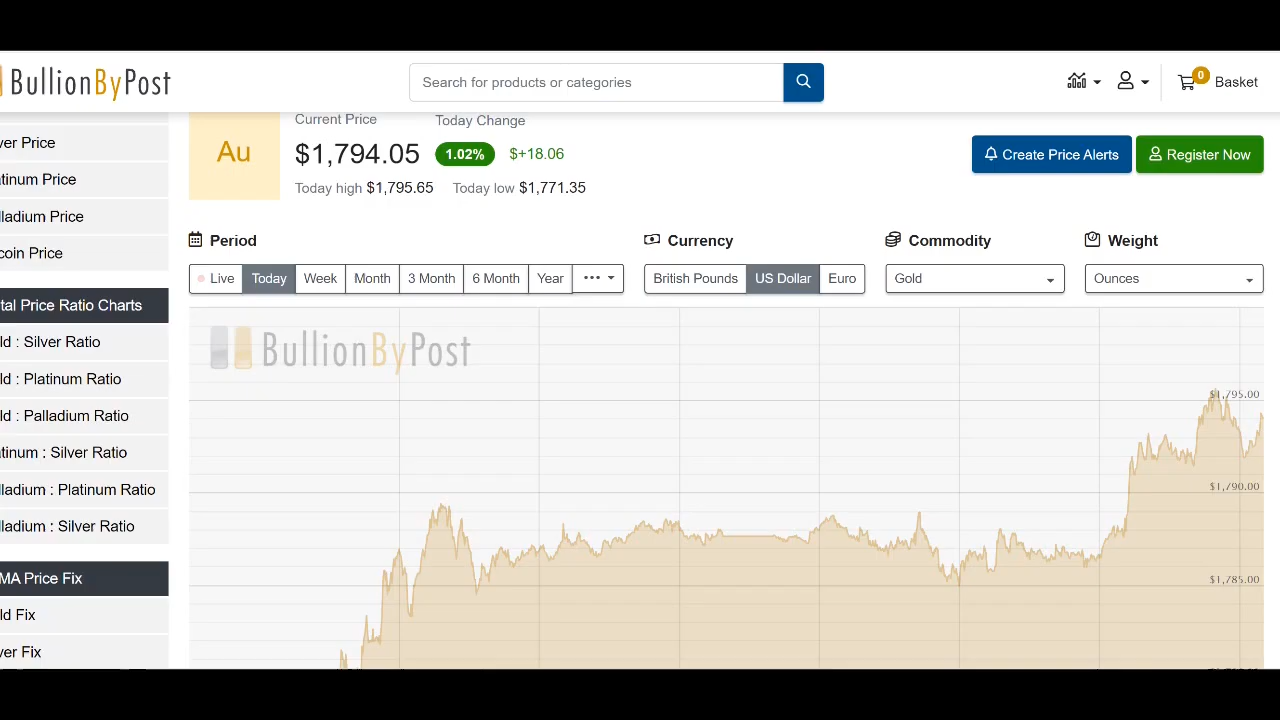 BullionByPost
Search for products or categories
0
Basket
Current Price
Today Change
Au
$1,794.05
1.02%
$+18.06
Today high $1,795.65
Today low $1,771.35
Create Price Alerts
Register Now
ver Price
tinum Price
lladium Price
coin Price
tal Price Ratio Charts
ld : Silver Ratio
ld : Platinum Ratio
ld : Palladium Ratio
atinum : Silver Ratio
lladium : Platinum Ratio
lladium : Silver Ratio
MA Price Fix
ld Fix
ver Fix
Period
Currency
Commodity
Weight
Live
Today
Week
Month
3 Month
6 Month
Year
British Pounds
US Dollar
Euro
Gold
Ounces
BullionByPost
$1,795.00
$1,790.00
$1,785.00